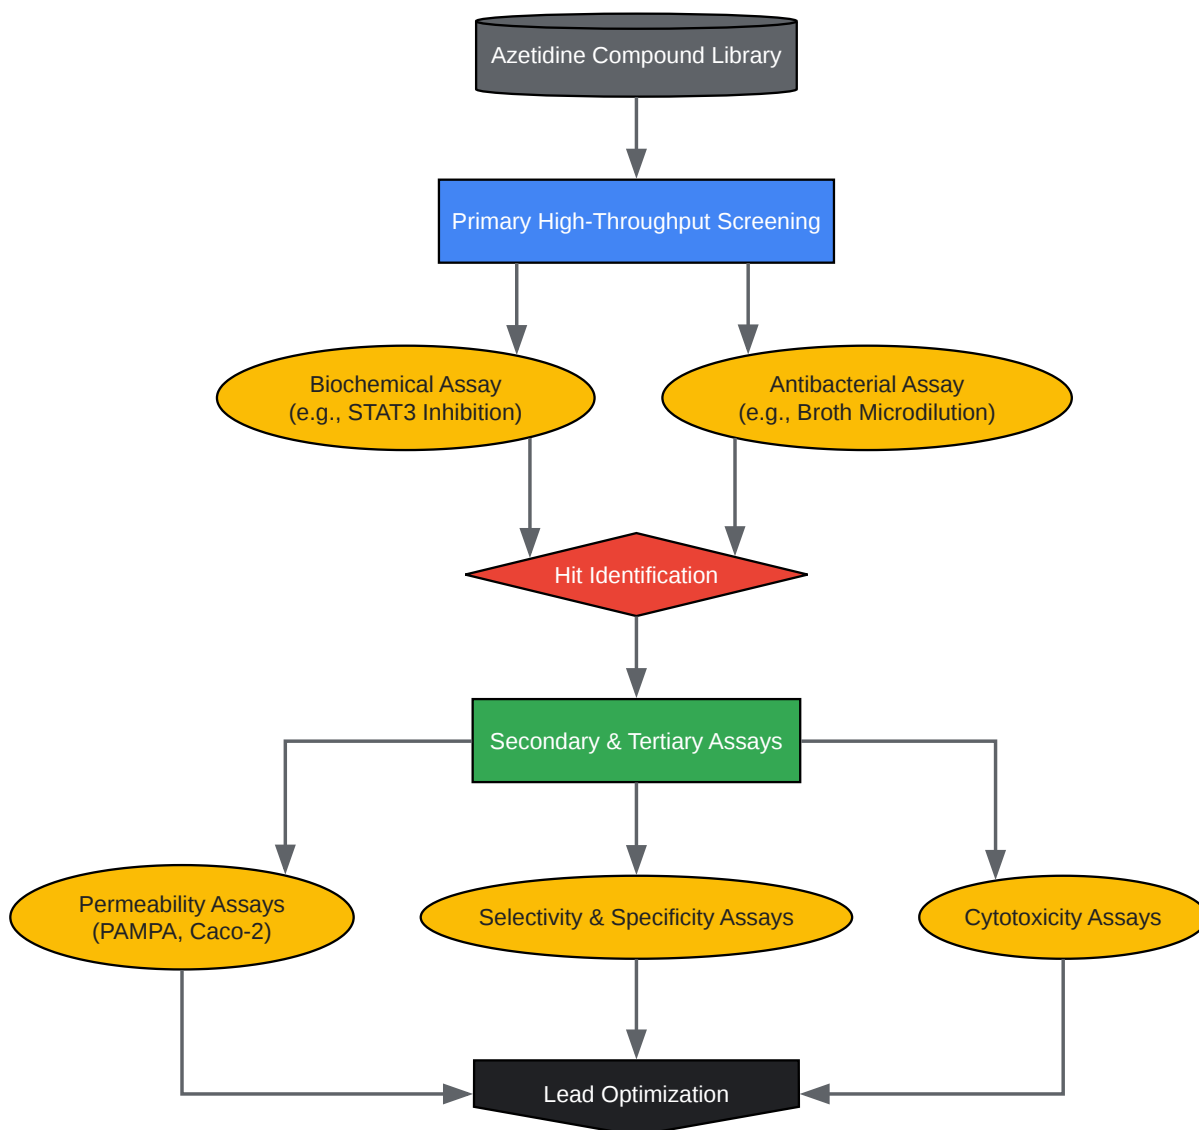 Azetidine Compound Library
Primary High-Throughput Screening
Biochemical Assay
(e.g., STAT3 Inhibition)
Antibacterial Assay
(e.g., Broth Microdilution)
Hit Identification
Secondary & Tertiary Assays
Permeability Assays
(PAMPA, Caco-2)
Selectivity & Specificity Assays
Cytotoxicity Assays
Lead Optimization